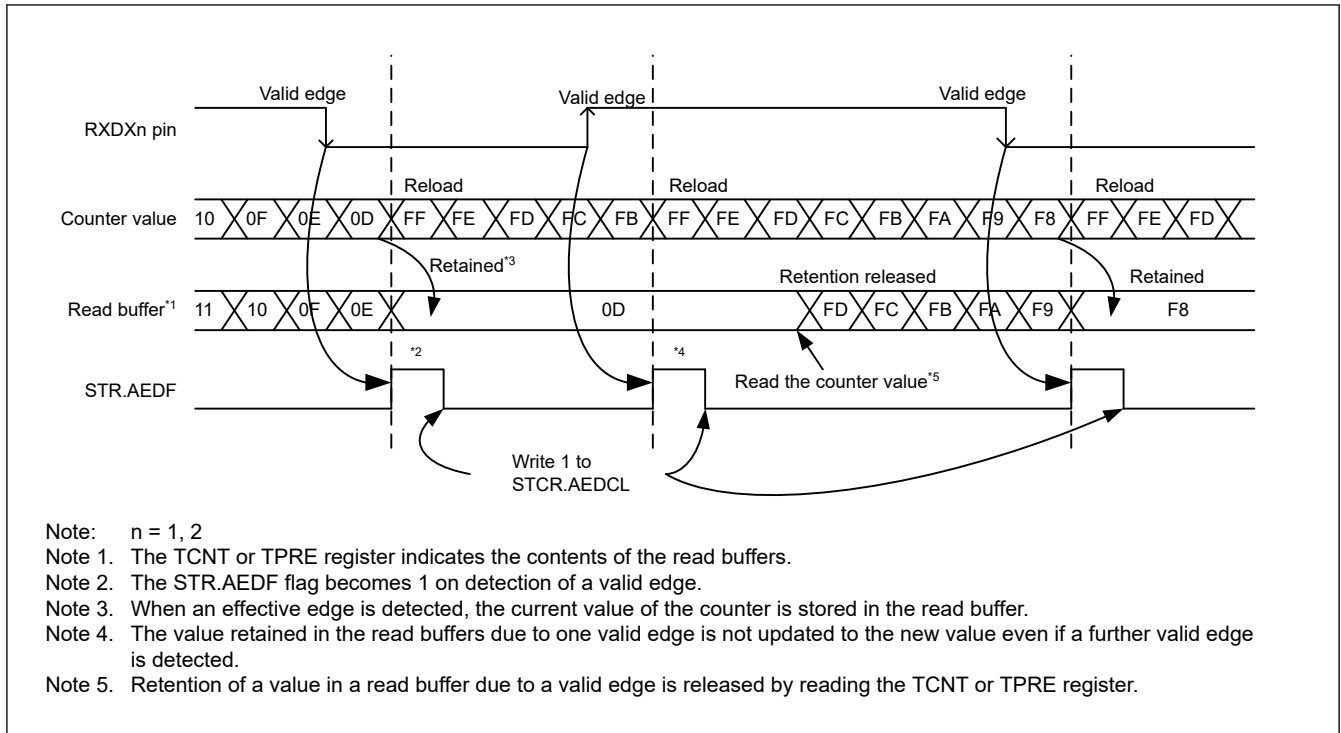 Valid edge Valid edge Valid edge
RXDXn pin
Reload Reload Reload
Counter value 10 0F 0E 0D FF FE FD FC FB FF FE FD FC FB FA F9 F8 FF FE FD
Retained*3 Retention released Retained
Read buffer*1 11 10 0F 0E 0D FD FC FB FA F9 F8
*2 *4
Read the counter value*5
STR.AEDF
Write 1 to
STCR.AEDCL
Note: n = 1, 2
Note 1. The TCNT or TPRE register indicates the contents of the read buffers.
Note 2. The STR.AEDF flag becomes 1 on detection of a valid edge.
Note 3. When an effective edge is detected, the current value of the counter is stored in the read buffer.
Note 4. The value retained in the read buffers due to one valid edge is not updated to the new value even if a further valid edge
is detected.
Note 5. Retention of a value in a read buffer due to a valid edge is released by reading the TCNT or TPRE register.